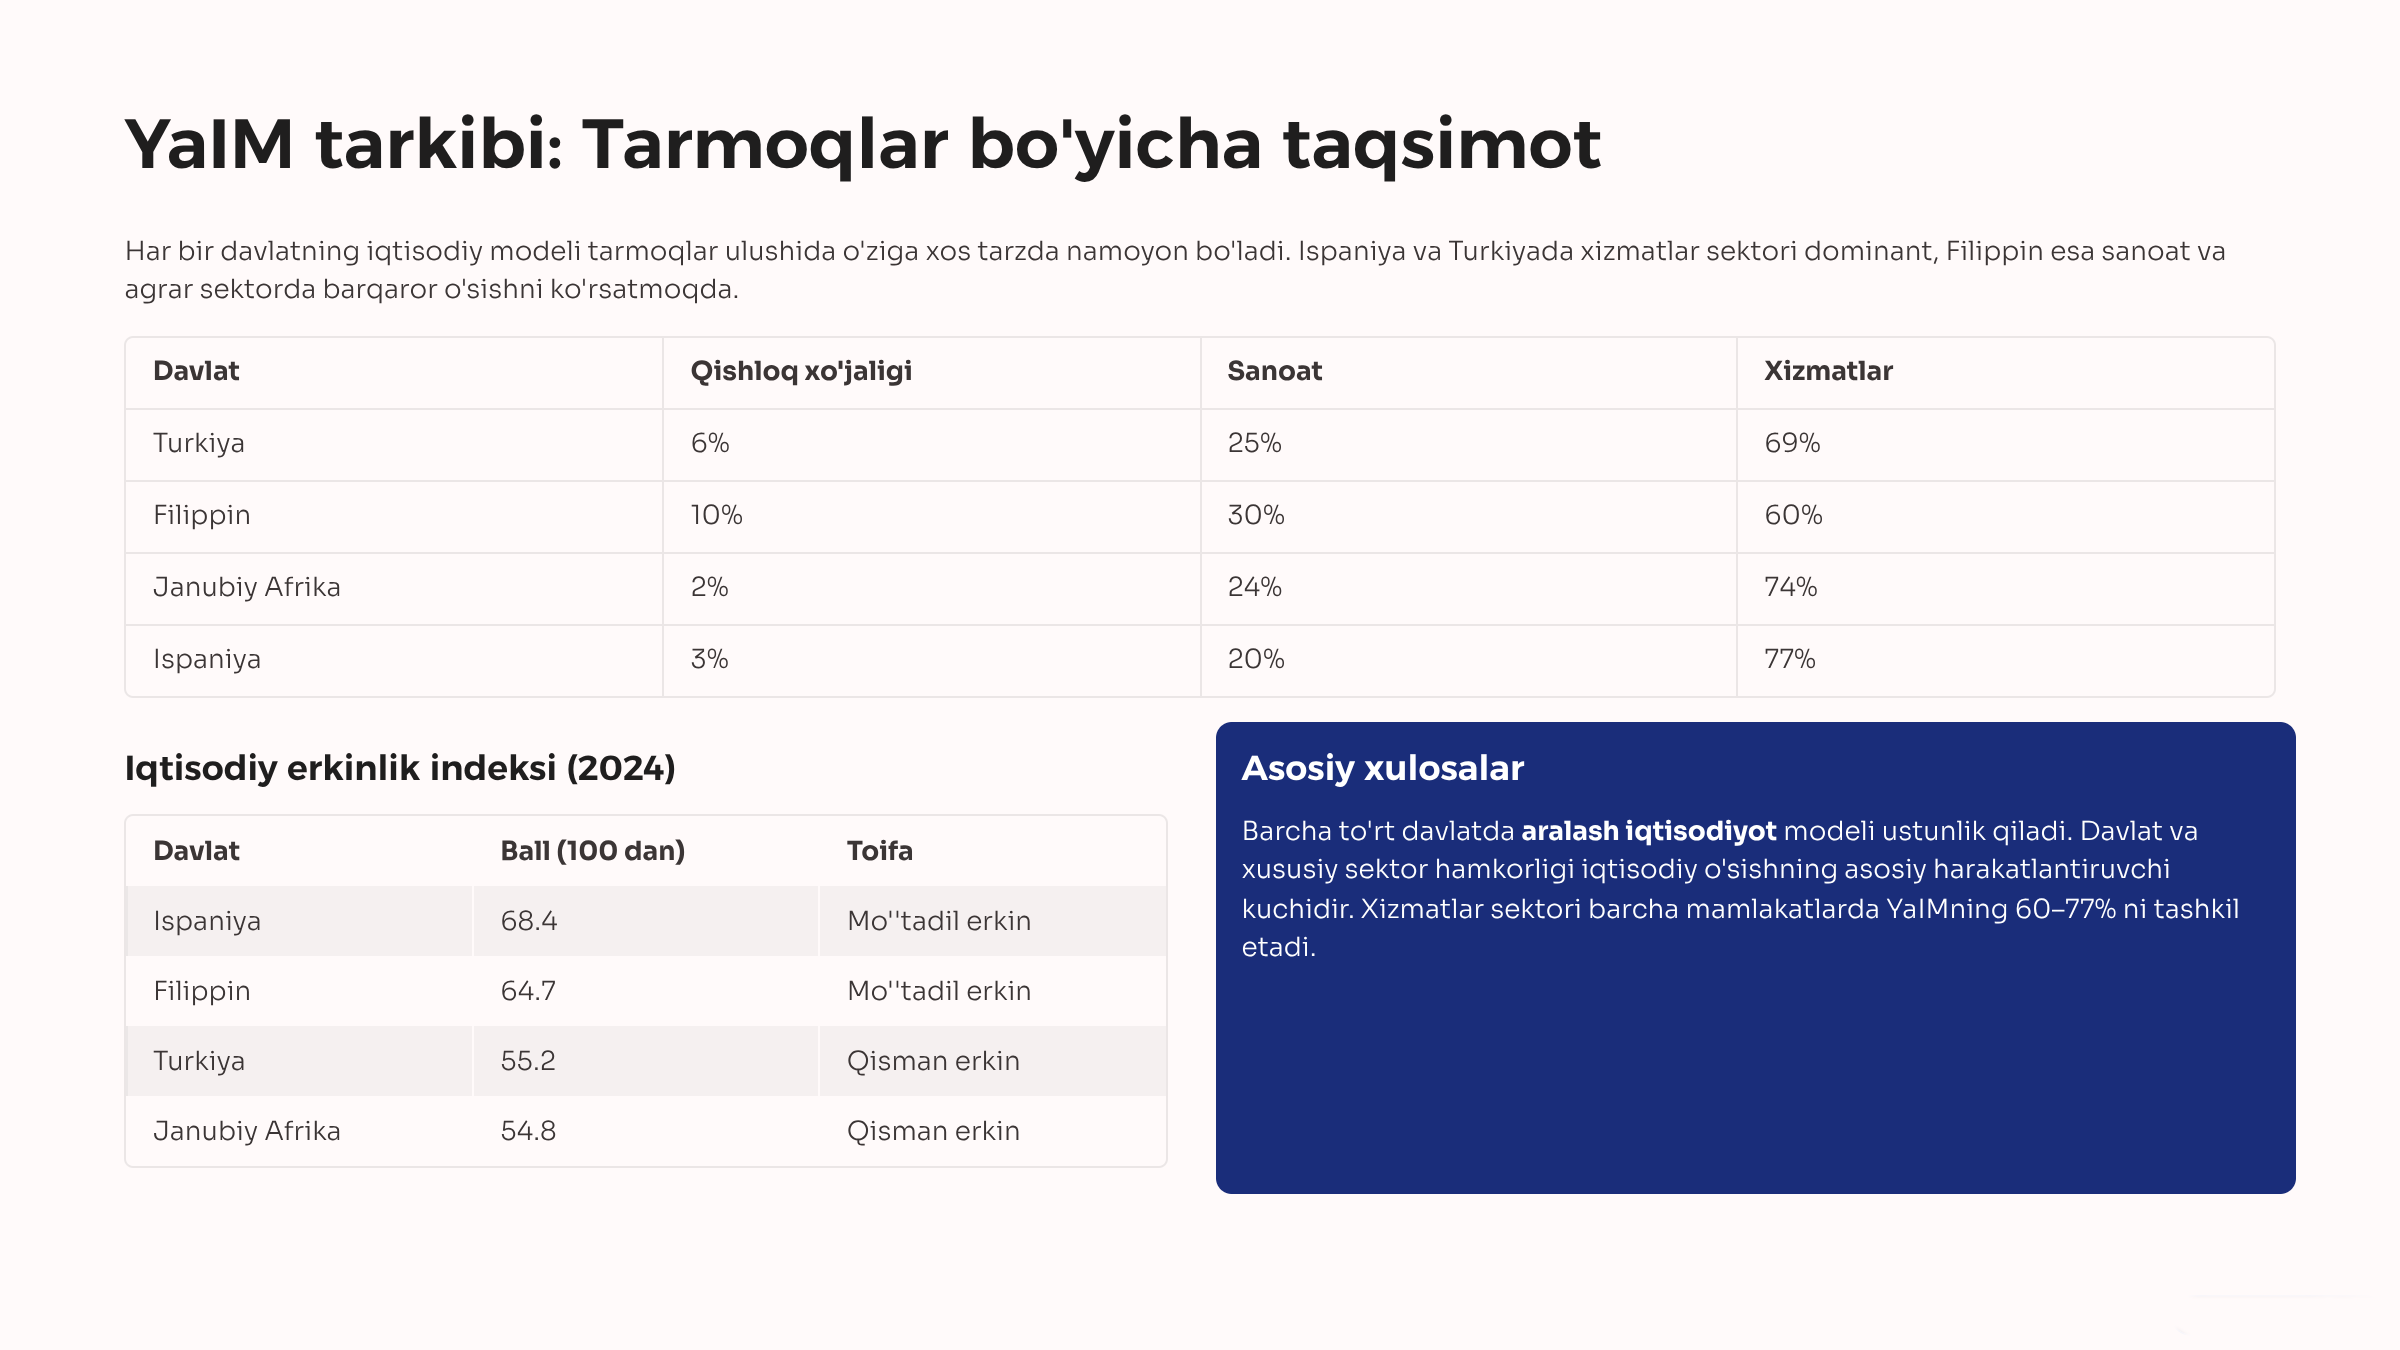 YaIM tarkibi: Tarmoqlar bo'yicha taqsimot
Har bir davlatning iqtisodiy modeli tarmoqlar ulushida o'ziga xos tarzda namoyon bo'ladi. Ispaniya va Turkiyada xizmatlar sektori dominant, Filippin esa sanoat va
agrar sektorda barqaror o'sishni ko'rsatmoqda.
Davlat Qishloq xo'jaligi Sanoat Xizmatlar
Turkiya 6% 25% 69%
Filippin 10% 30% 60%
Janubiy Afrika 2% 24% 74%
Ispaniya 3% 20% 77%
Iqtisodiy erkinlik indeksi (2024)
Davlat Ball (100 dan) Toifa
Ispaniya 68.4 Mo''tadil erkin
Filippin 64.7 Mo''tadil erkin
Turkiya 55.2 Qisman erkin
Janubiy Afrika 54.8 Qisman erkin
Asosiy xulosalar
Barcha to'rt davlatda aralash iqtisodiyot modeli ustunlik qiladi. Davlat va
xususiy sektor hamkorligi iqtisodiy o'sishning asosiy harakatlantiruvchi
kuchidir. Xizmatlar sektori barcha mamlakatlarda YaIMning 60–77% ni tashkil
etadi.